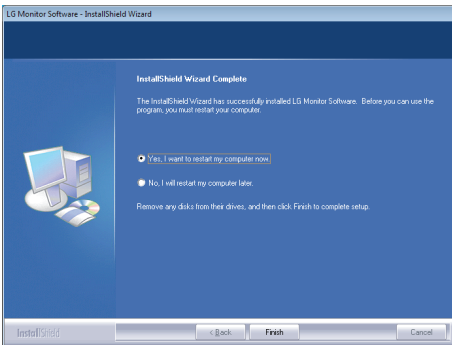 LG Monitor Software - InstallShield Wizard
InstallShield Wizard Complete
The InstallShield Wizard has successfully installed LG Monitor Software. Before you can use the
program, you must restart your computer.
Yes, I want to restart my computer now.
No, I will restart my computer later.
Remove any disks from their drives, and then click Finish to complete setup.
InstallShield
< Back
Finish
Cancel